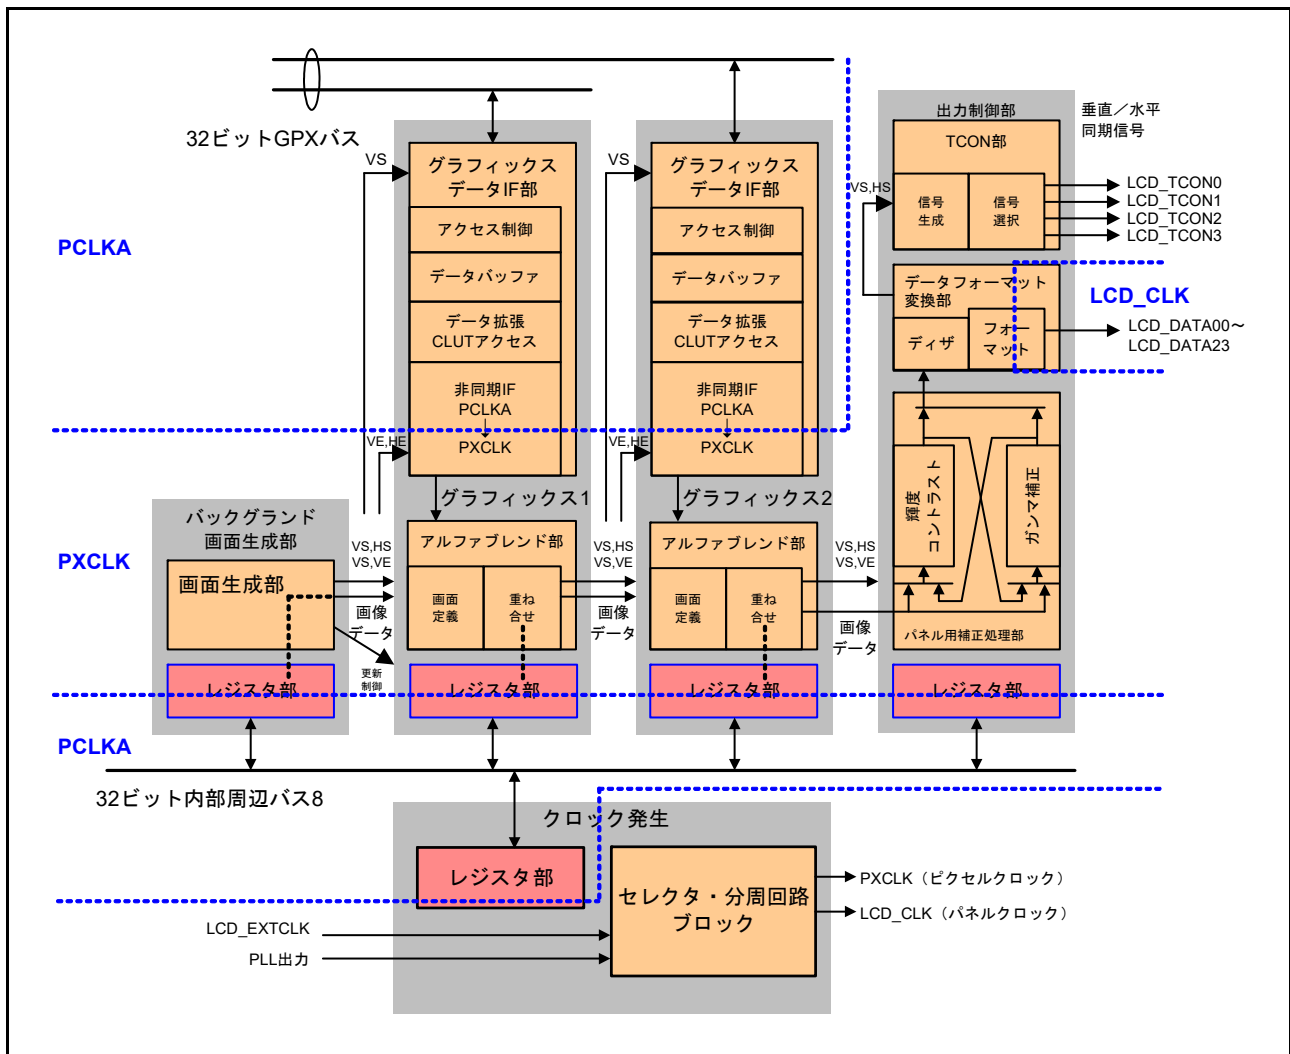 32ビットGPXバス
PCLKA
VS
グラフィックス
データIF部
アクセス制御
データバッファ
データ拡張
CLUTアクセス
非同期IF
PCLKA
PXCLK
VE,HE
グラフィックス1
VS
グラフィックス
データIF部
アクセス制御
データバッファ
データ拡張
CLUTアクセス
非同期IF
PCLKA
PXCLK
VE,HE
グラフィックス2
出力制御部
垂直／水平
同期信号
TCON部
VS,HS
信号
生成
信号
選択
LCD_TCON0
LCD_TCON1
LCD_TCON2
LCD_TCON3
データフォーマット
変換部
ディザ
フォー
マット
LCD_CLK
LCD_DATA00～
LCD_DATA23
輝度
コントラスト
ガンマ補正
パネル用補正処理部
PXCLK
バックグランド
画面生成部
画面生成部
VS,HS
VS,VE
画像
データ
更新
制御
アルファブレンド部
画面
定義
重ね
合せ
VS,HS
VS,VE
画像
データ
アルファブレンド部
画面
定義
重ね
合せ
VS,HS
VS,VE
画像
データ
レジスタ部
レジスタ部
レジスタ部
レジスタ部
PCLKA
32ビット内部周辺バス8
クロック発生
レジスタ部
セレクタ・分周回路
ブロック
PXCLK（ピクセルクロック）
LCD_CLK（パネルクロック）
LCD_EXTCLK
PLL出力